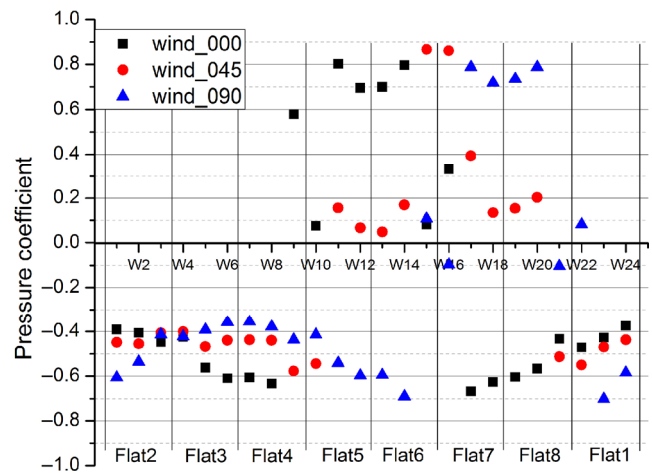 1.0
wind_000
wind_045
wind_090
0.8
0.6
0.4
0.2
0.0
W2 W4 W6 W8 W10 W12 W14 W16 W18 W20 W22 W24
−0.2
−0.4
−0.6
−0.8
−1.0
Flat2 Flat3 Flat4 Flat5 Flat6 Flat7 Flat8 Flat1
Pressure coefficient